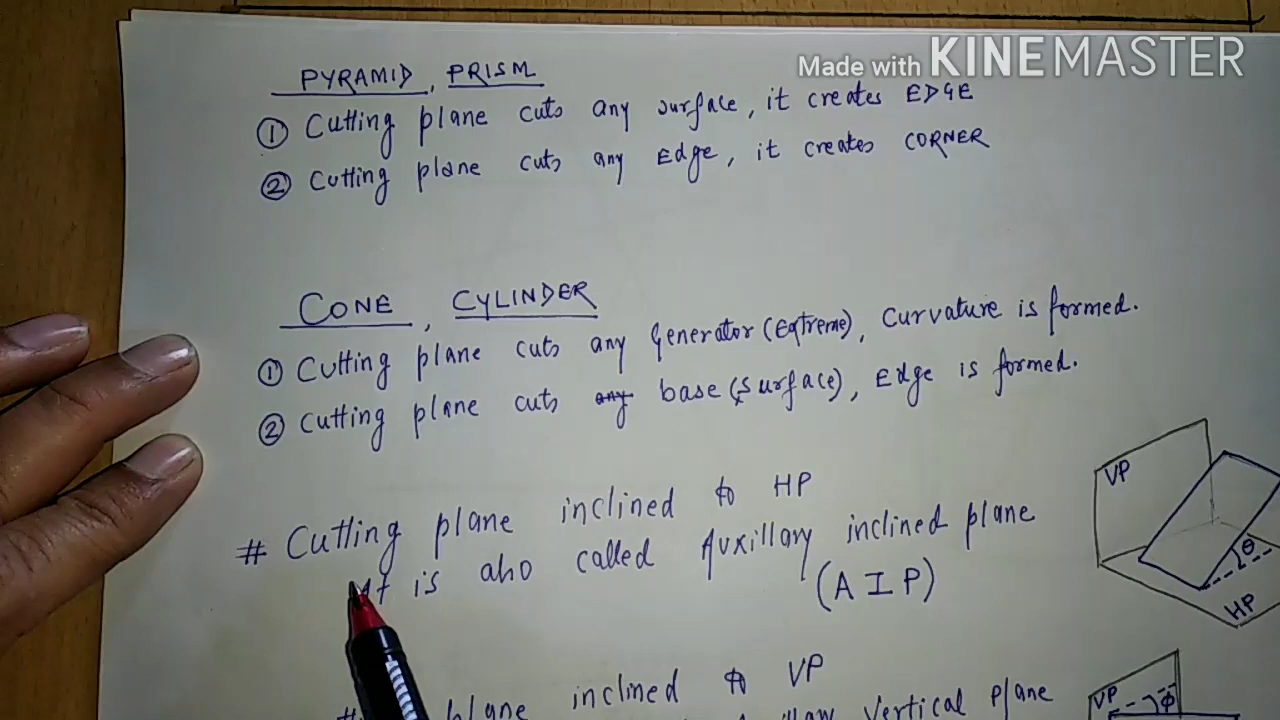 Made with KINEMASTER
PYRAMID, PRISM
① Cutting plane cuts any surface, it creates EDGE
② Cutting plane cuts any Edge, it creates CORNER
CONE, CYLINDER
① Cutting plane cuts any Generator (Extreme), Curvature is formed.
② Cutting plane cuts any base (Surface), Edge is formed.
# Cutting plane inclined to HP
It is also called Auxillary inclined plane
(AIP)
VP
θ
HP
plane inclined to VP
Vertical plane
VP
Φ